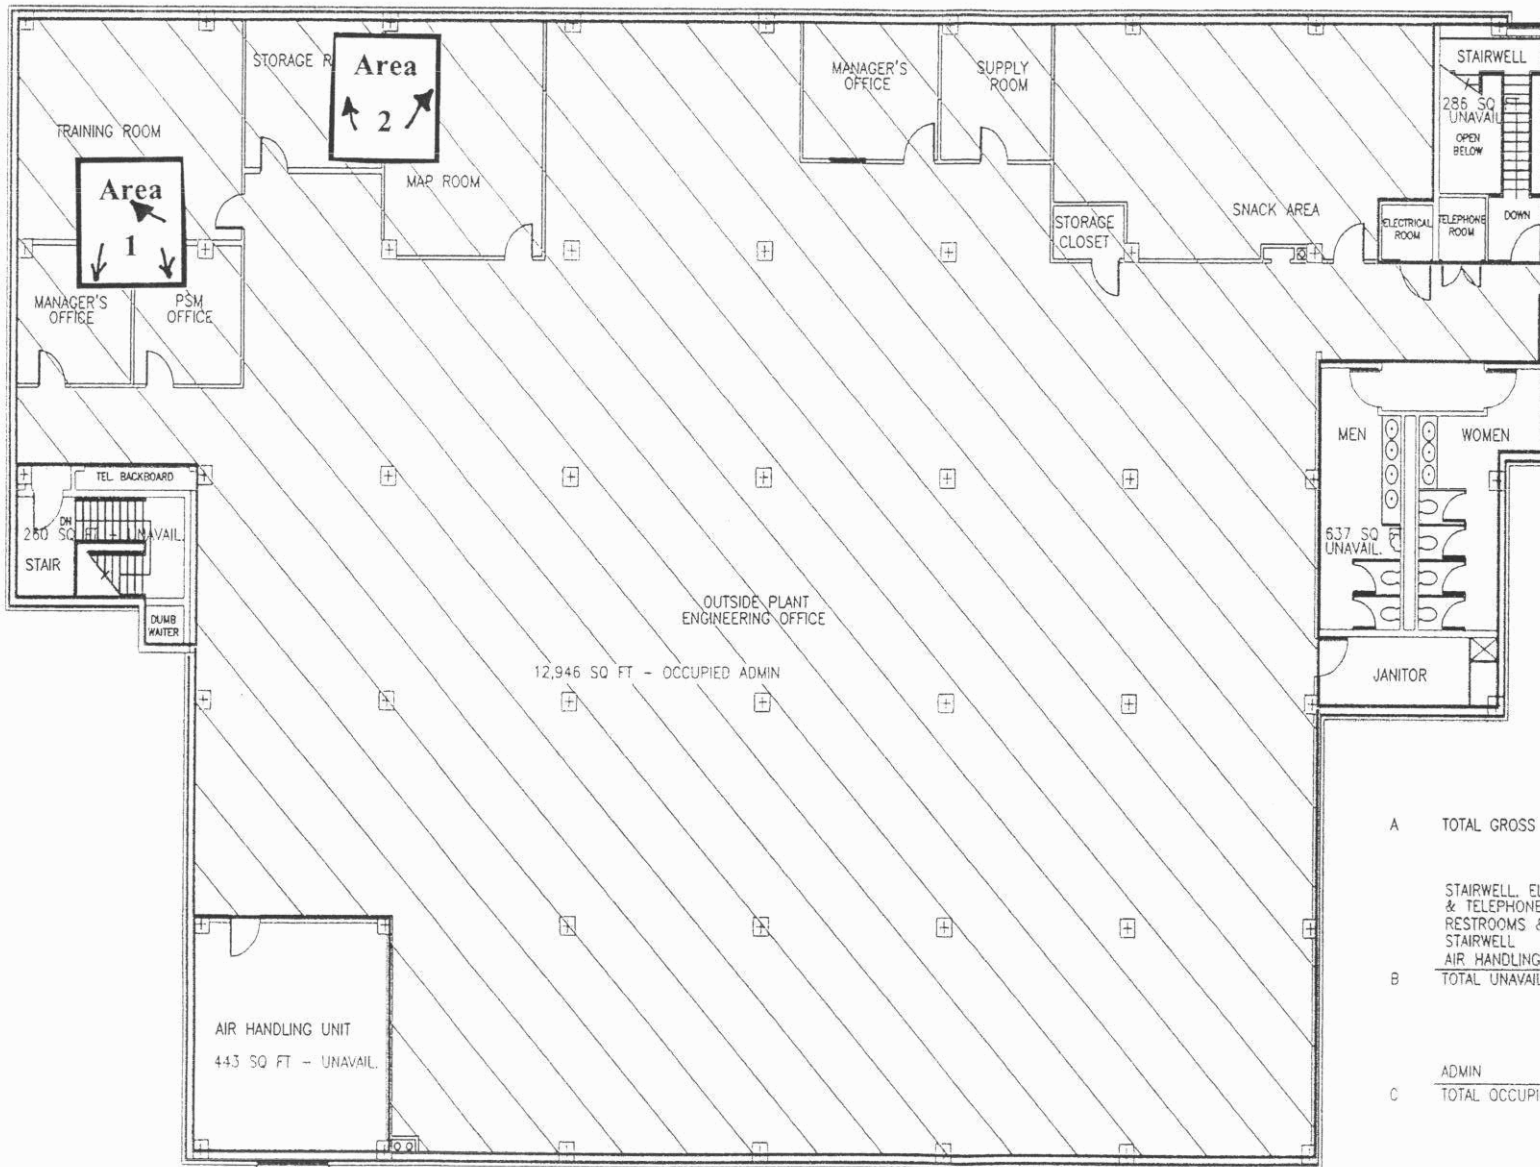 STORAGE R
Area
2
MANAGER'S
OFFICE
SUPPLY
ROOM
STAIRWELL
286 SQ FT
UNAVAIL
OPEN
BELOW
TRAINING ROOM
Area
1
MAP ROOM
SNACK AREA
STORAGE
CLOSET
ELECTRICAL
ROOM
TELEPHONE
ROOM
DOWN
MANAGER'S
OFFICE
PSM
OFFICE
MEN
WOMEN
TEL. BACKBOARD
DN
260 SQ FT - UNAVAIL.
STAIR
637 SQ F
UNAVAIL.
DUMB
WAITER
OUTSIDE PLANT
ENGINEERING OFFICE
12,946 SQ FT - OCCUPIED ADMIN
JANITOR
A TOTAL GROSS
STAIRWELL, EL
& TELEPHONE
RESTROOMS &
STAIRWELL
AIR HANDLING
B TOTAL UNAVAIL
AIR HANDLING UNIT
443 SQ FT - UNAVAIL.
ADMIN
C TOTAL OCCUPI